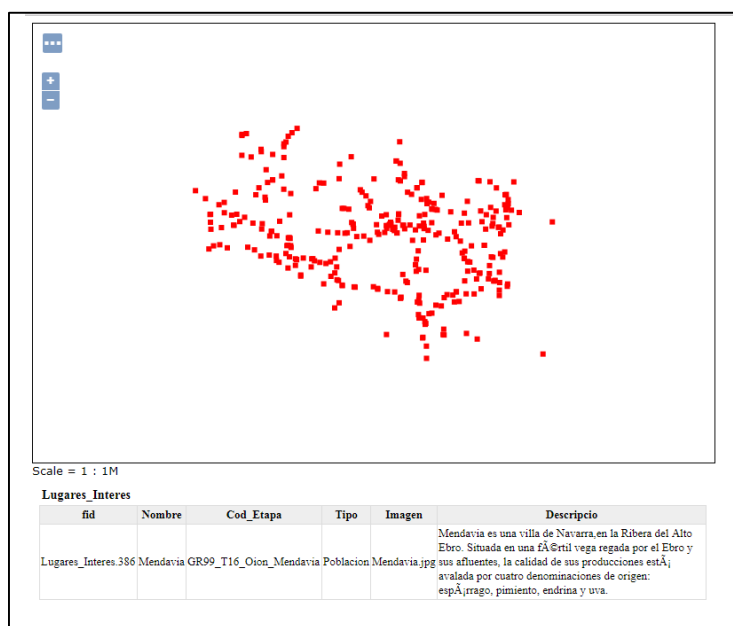 +
−
Scale = 1 : 1M
Lugares_Interes
fid Nombre Cod_Etapa Tipo Imagen Descripcio
Lugares_Interes.386 Mendavia GR99_T16_Oion_Mendavia Poblacion Mendavia.jpg Mendavia es una villa de Navarra,en la Ribera del Alto
Ebro. Situada en una fÃ©rtil vega regada por el Ebro y
sus afluentes, la calidad de sus producciones estÃ¡
avalada por cuatro denominaciones de origen:
espÃ¡rrago, pimiento, endrina y uva.